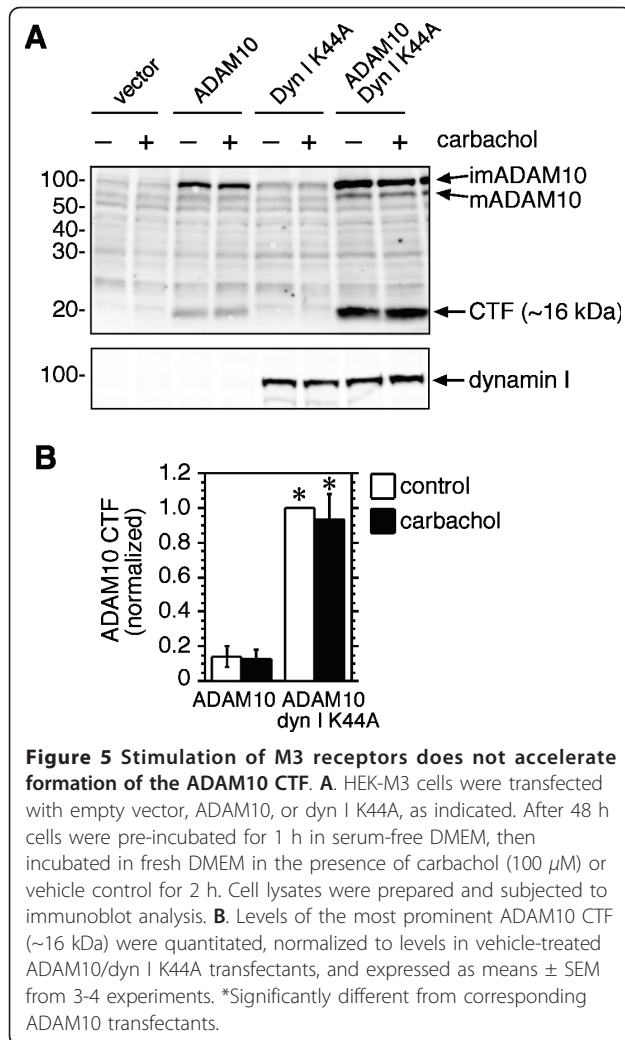 A
vector
ADAM10
Dyn I K44A
ADAM10
Dyn I K44A
− + − + − + − + carbachol
100-
50-
40-
30-
20-
imADAM10
mADAM10
CTF (~16 kDa)
100-
dynamin I
B
ADAM10 CTF
(normalized)
1.2
1.0
0.8
0.6
0.4
0.2
0
* *
control
carbachol
ADAM10 ADAM10
dyn I K44A
Figure 5 Stimulation of M3 receptors does not accelerate
formation of the ADAM10 CTF. A. HEK-M3 cells were transfected
with empty vector, ADAM10, or dyn I K44A, as indicated. After 48 h
cells were pre-incubated for 1 h in serum-free DMEM, then
incubated in fresh DMEM in the presence of carbachol (100 μM) or
vehicle control for 2 h. Cell lysates were prepared and subjected to
immunoblot analysis. B. Levels of the most prominent ADAM10 CTF
(~16 kDa) were quantitated, normalized to levels in vehicle-treated
ADAM10/dyn I K44A transfectants, and expressed as means ± SEM
from 3-4 experiments. *Significantly different from corresponding
ADAM10 transfectants.